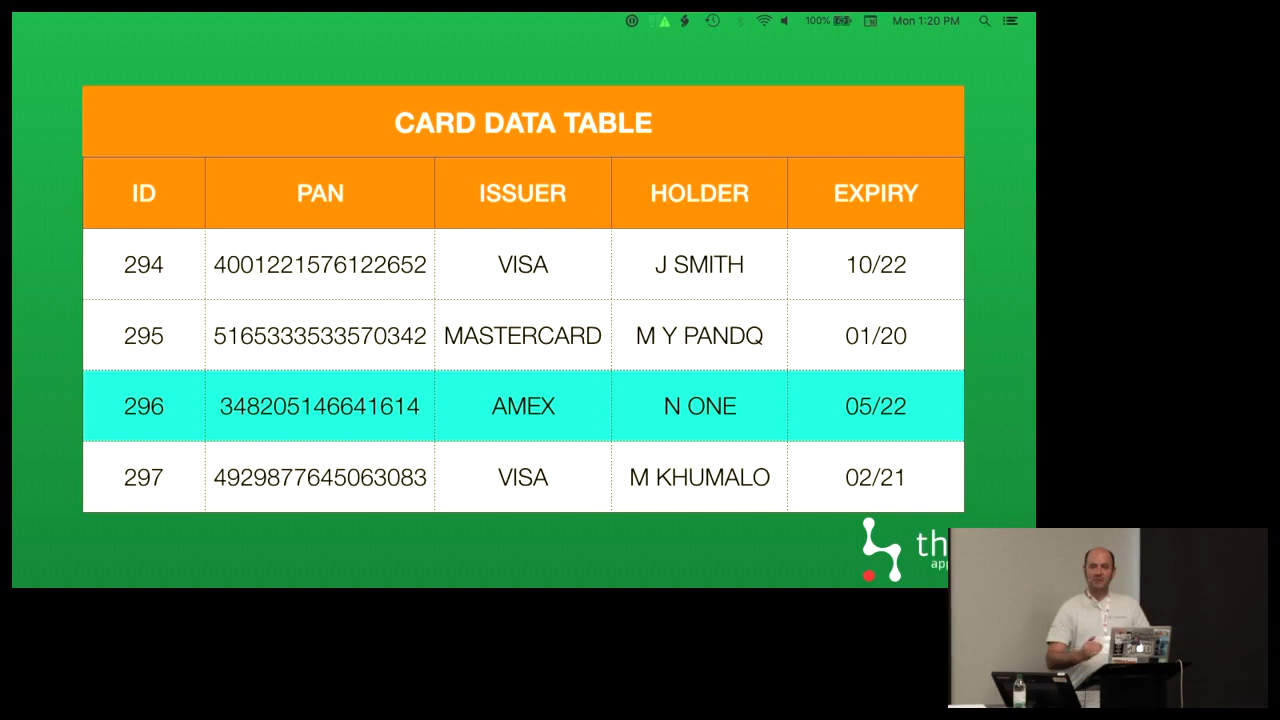 100% Mon 1:20 PM
CARD DATA TABLE
ID PAN ISSUER HOLDER EXPIRY
294 4001221576122652 VISA J SMITH 10/22
295 5165333533570342 MASTERCARD M Y PANDQ 01/20
296 348205146641614 AMEX N ONE 05/22
297 4929877645063083 VISA M KHUMALO 02/21
th
app